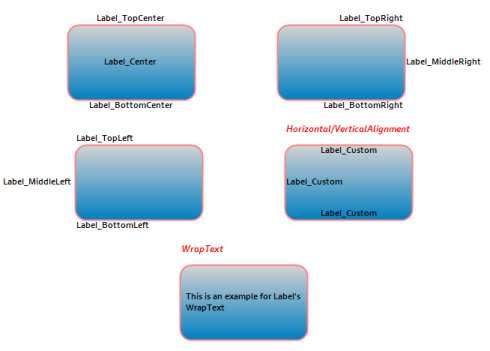 Label_TopCenter
Label_TopRight
Label_Center
Label_MiddleRight
Label_BottomCenter
Label_BottomRight
Horizontal/VerticalAlignment
Label_TopLeft
Label_Custom
Label_MiddleLeft
Label_Custom
Label_Custom
Label_BottomLeft
WrapText
This is an example for Label's
WrapText